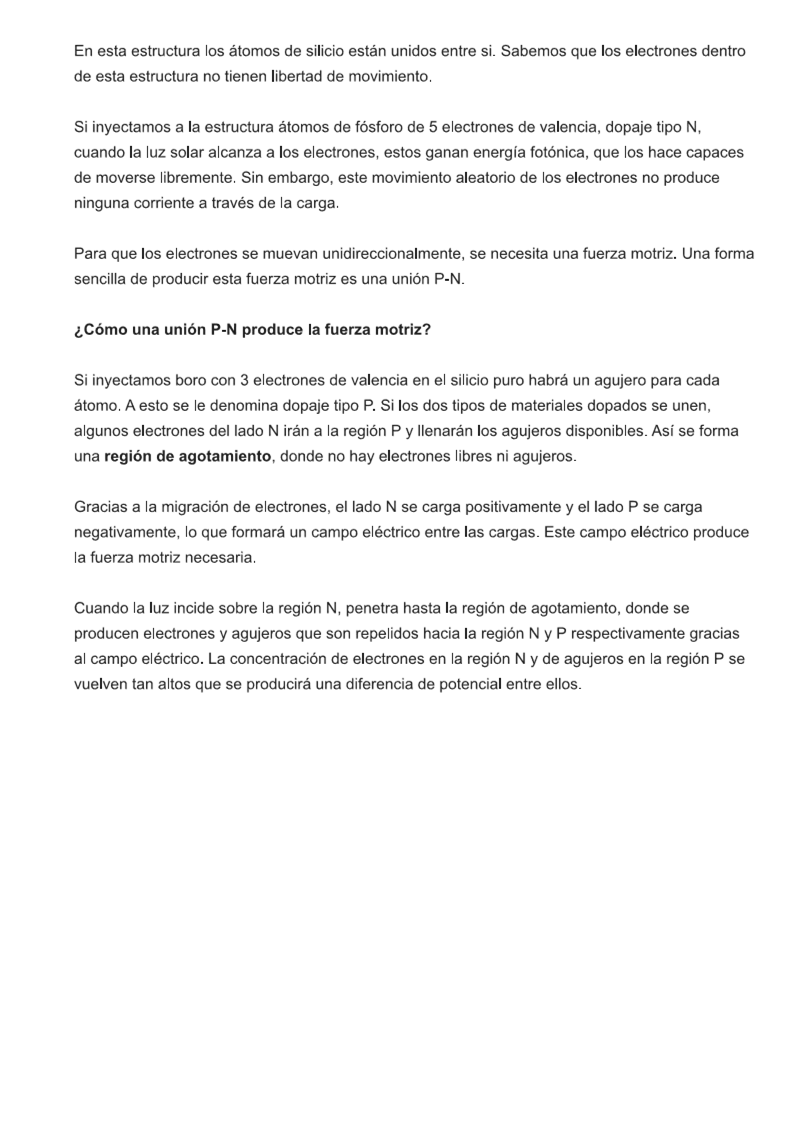 En esta estructura los átomos de silicio están unidos entre si. Sabemos que los electrones dentro
de esta estructura no tienen libertad de movimiento.
Si inyectamos a la estructura átomos de fósforo de 5 electrones de valencia, dopaje tipo N,
cuando la luz solar alcanza a los electrones, estos ganan energía fotónica, que los hace capaces
de moverse libremente. Sin embargo, este movimiento aleatorio de los electrones no produce
ninguna corriente a través de la carga.
Para que los electrones se muevan unidireccionalmente, se necesita una fuerza motriz. Una forma
sencilla de producir esta fuerza motriz es una unión P-N.
¿Cómo una unión P-N produce la fuerza motriz?
Si inyectamos boro con 3 electrones de valencia en el silicio puro habrá un agujero para cada
átomo. A esto se le denomina dopaje tipo P. Si los dos tipos de materiales dopados se unen,
algunos electrones del lado N irán a la región P y llenarán los agujeros disponibles. Así se forma
una región de agotamiento, donde no hay electrones libres ni agujeros.
Gracias a la migración de electrones, el lado N se carga positivamente y el lado P se carga
negativamente, lo que formará un campo eléctrico entre las cargas. Este campo eléctrico produce
la fuerza motriz necesaria.
Cuando la luz incide sobre la región N, penetra hasta la región de agotamiento, donde se
producen electrones y agujeros que son repelidos hacia la región N y P respectivamente gracias
al campo eléctrico. La concentración de electrones en la región N y de agujeros en la región P se
vuelven tan altos que se producirá una diferencia de potencial entre ellos.